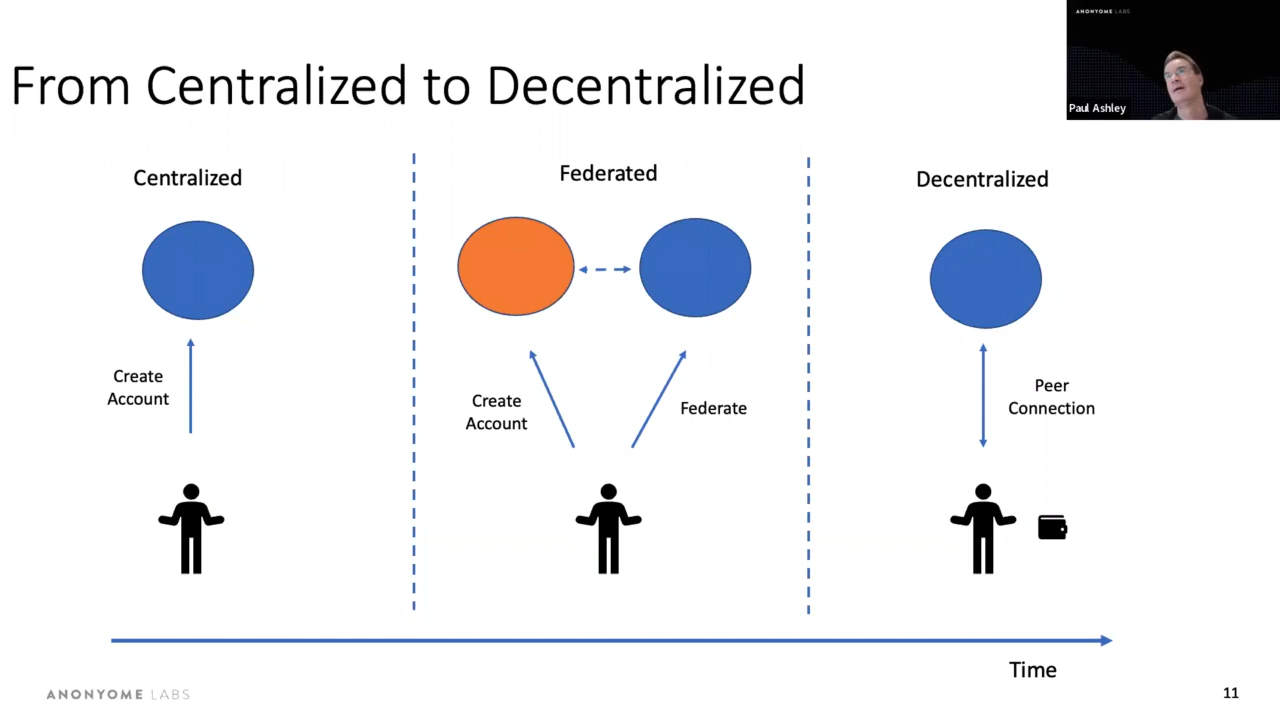 ANONYOME LABS
Paul Ashley
From Centralized to Decentralized
Centralized
Federated
Decentralized
Create
Account
Create
Account
Federate
Peer
Connection
Time
ANONYOME LABS
11